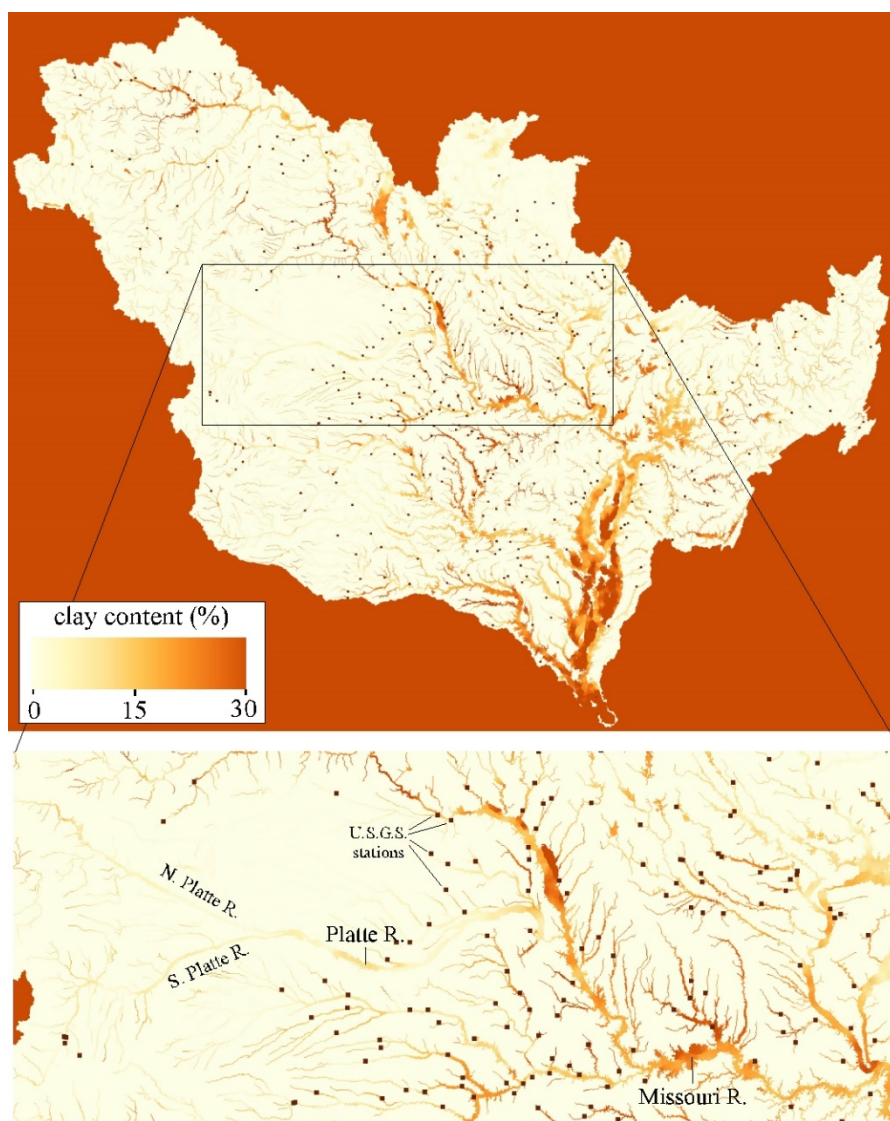 clay content (%)
0 15 30
U.S.G.S.
stations
N. Platte R.
Platte R.
S. Platte R.
Missouri R.